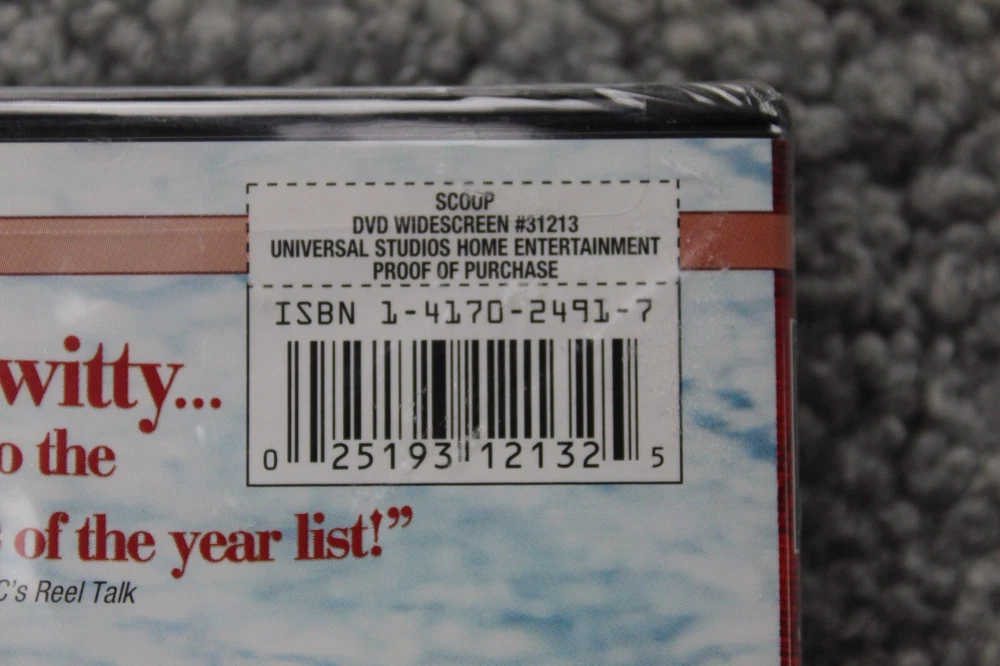 SCOOP
DVD WIDESCREEN #31213
UNIVERSAL STUDIOS HOME ENTERTAINMENT
PROOF OF PURCHASE
ISBN 1-4170-2491-7
0 25193 12132 5
witty...
o the
of the year list!”
C's Reel Talk